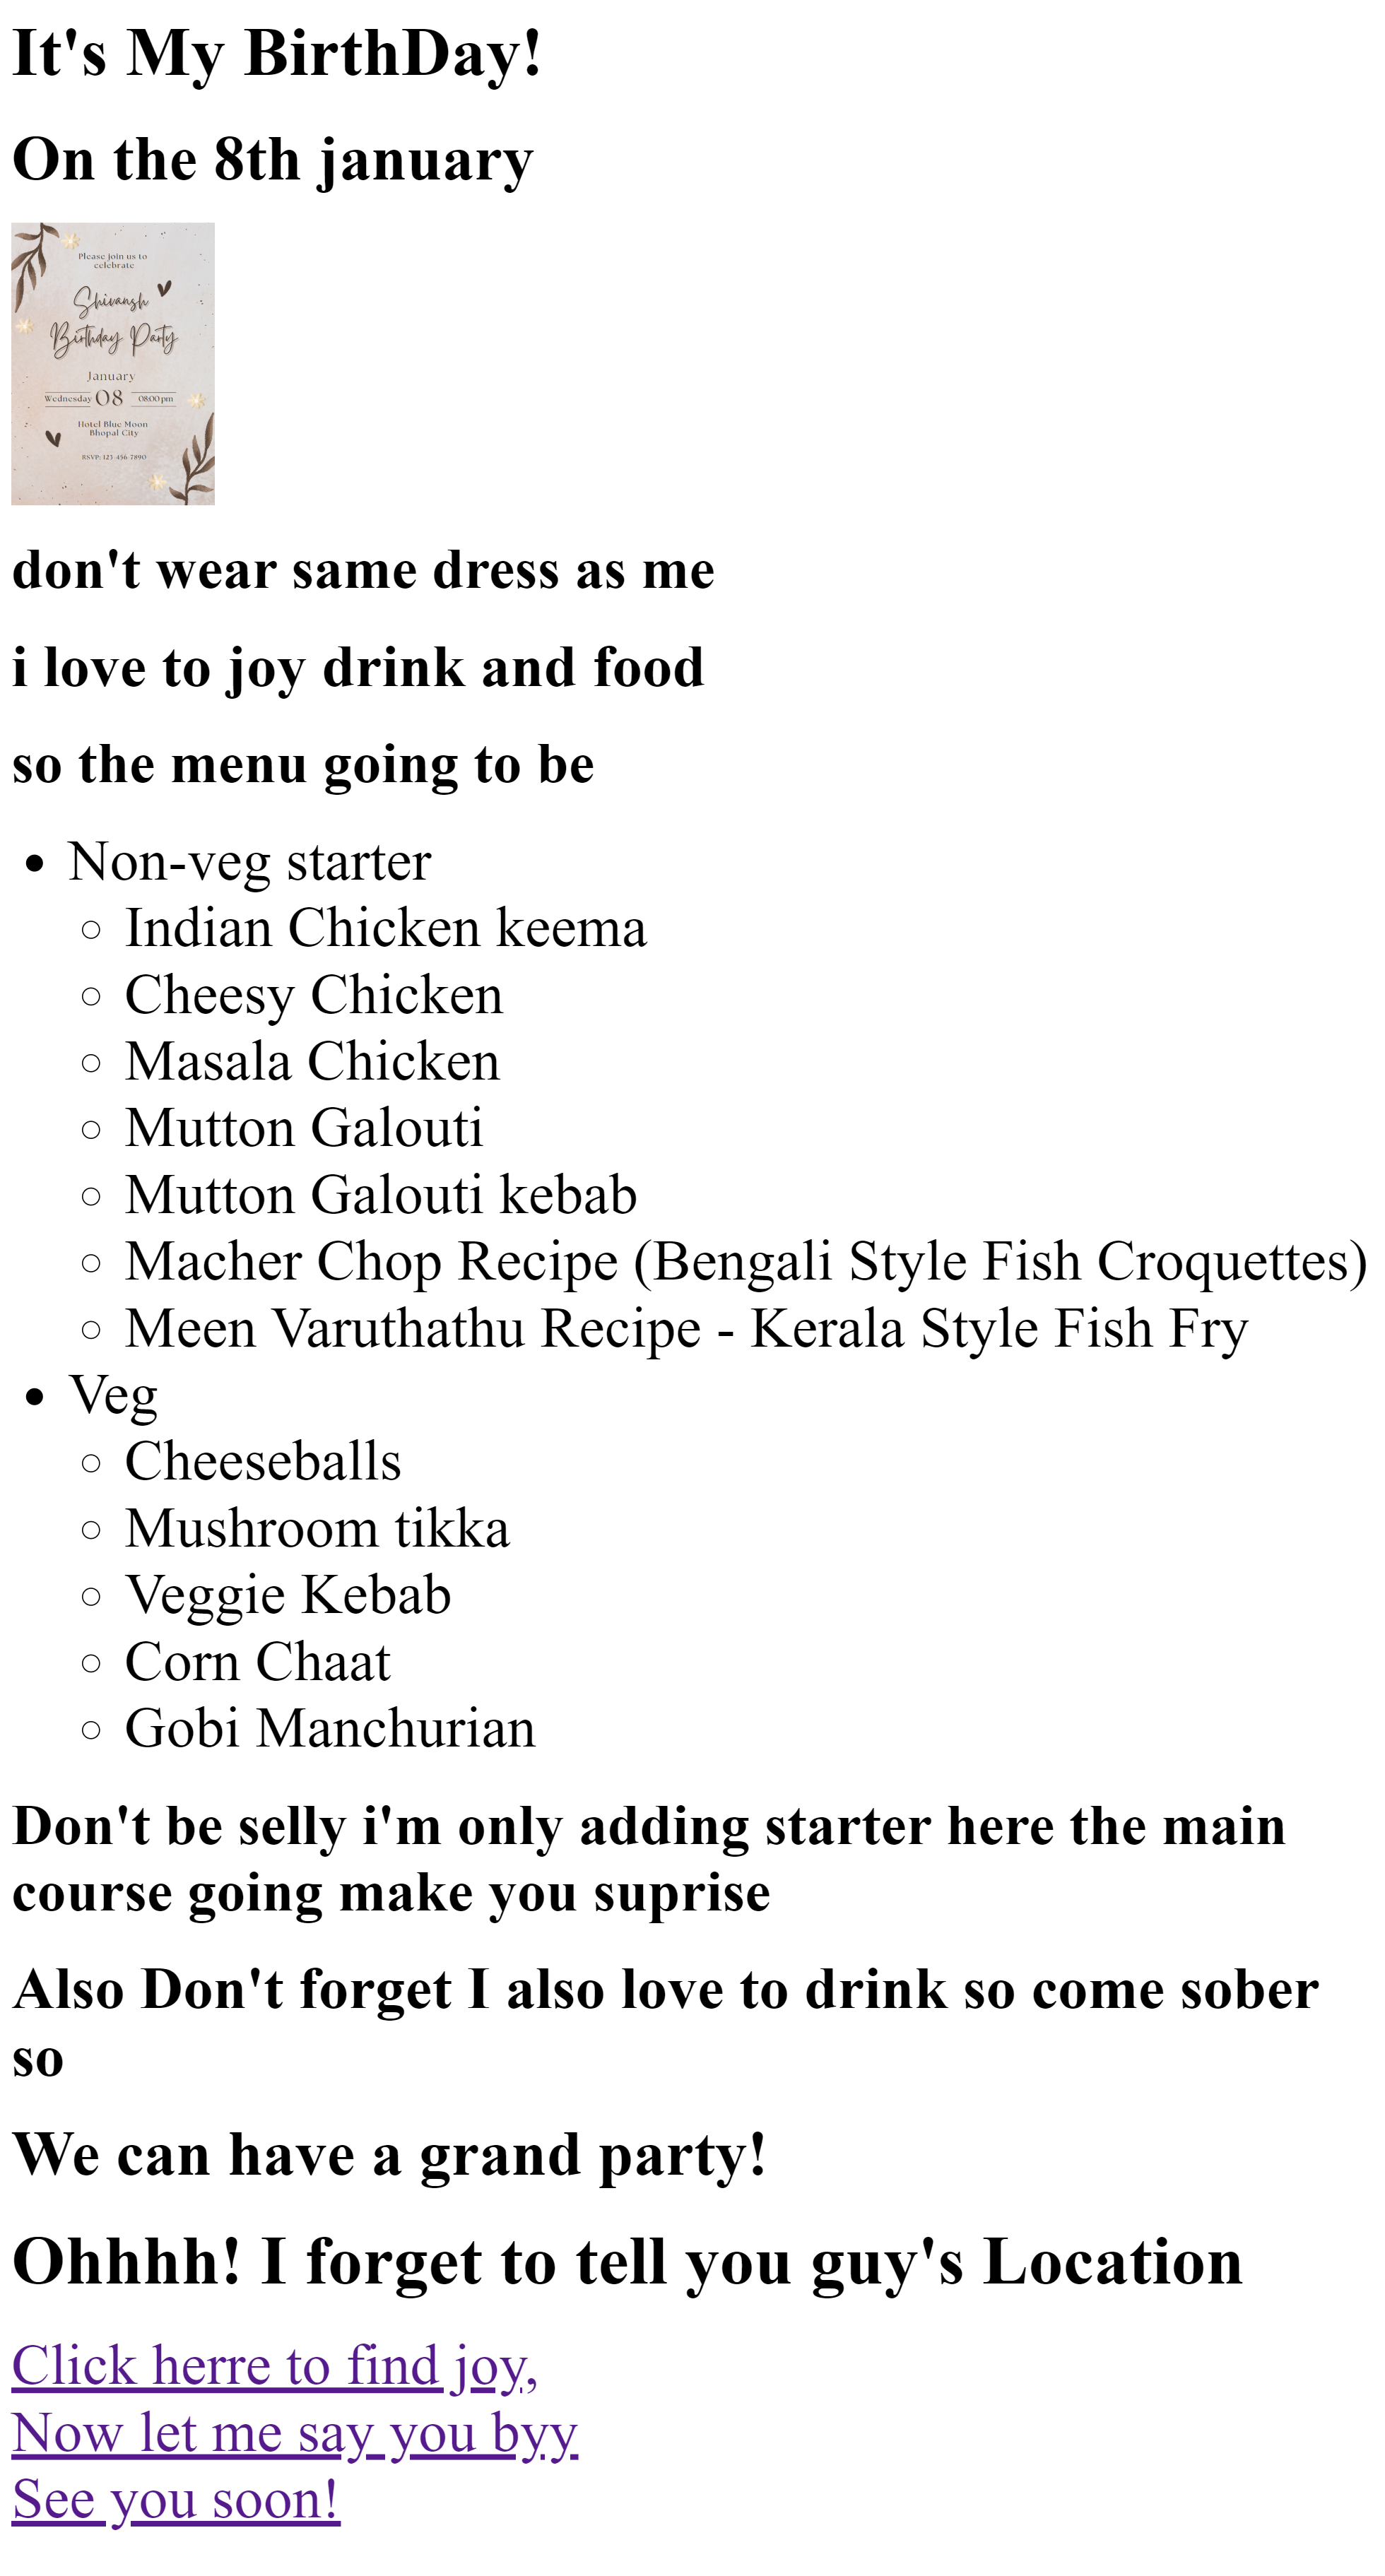 It's My BirthDay!
On the 8th january
Please join us to
celebrate
Shivansh
Birthday Party
January
Wednesday 08 08:00 pm
Hotel Blue Moon
Bhopal City
RSVP: 123-456-7890
don't wear same dress as me
i love to joy drink and food
so the menu going to be
Non-veg starter
Indian Chicken keema
Cheesy Chicken
Masala Chicken
Mutton Galouti
Mutton Galouti kebab
Macher Chop Recipe (Bengali Style Fish Croquettes)
Meen Varuthathu Recipe - Kerala Style Fish Fry
Veg
Cheeseballs
Mushroom tikka
Veggie Kebab
Corn Chaat
Gobi Manchurian
Don't be selly i'm only adding starter here the main
course going make you suprise
Also Don't forget I also love to drink so come sober
so
We can have a grand party!
Ohhhh! I forget to tell you guy's Location
Click herre to find joy,
Now let me say you byy
See you soon!